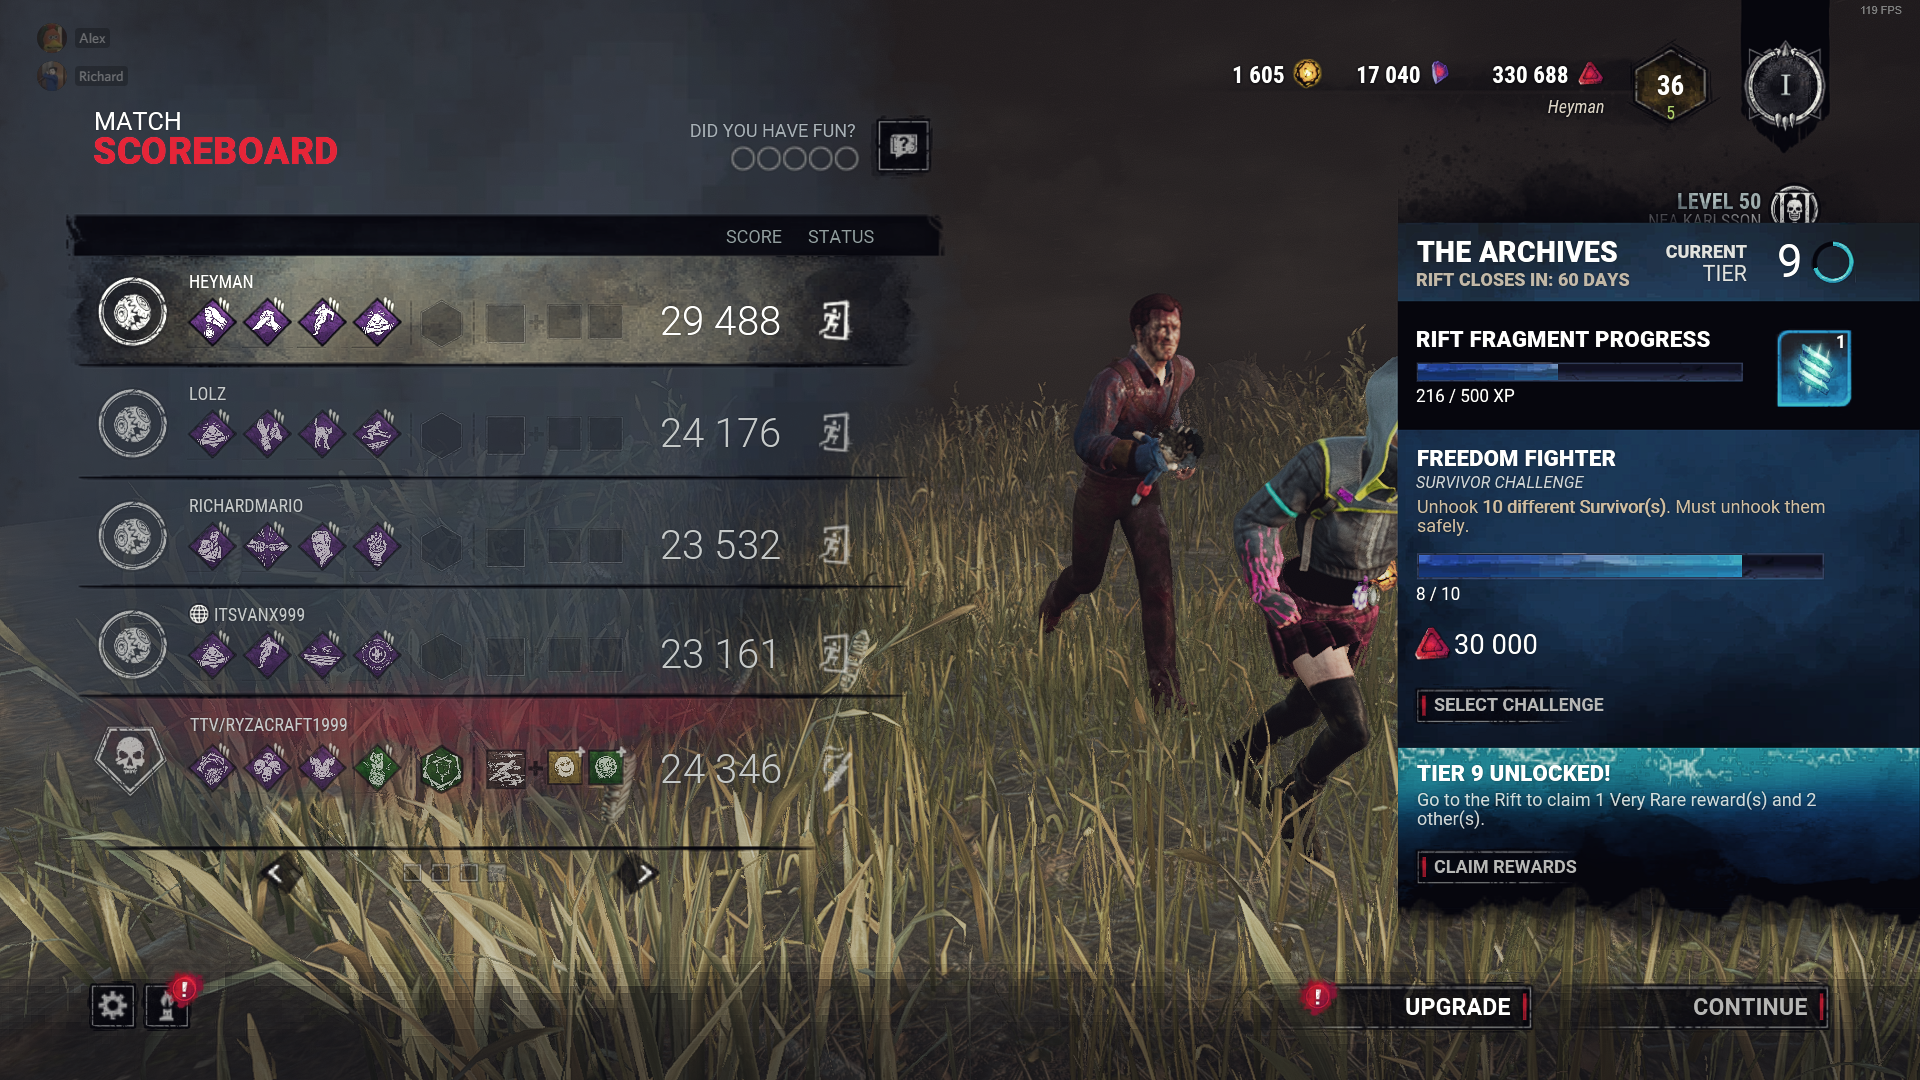 119 FPS
Alex
Richard
1 605
17 040
330 688
Heyman
36
5
I
MATCH
SCOREBOARD
DID YOU HAVE FUN?
LEVEL 50
NEA KARLSSON
SCORE STATUS
HEYMAN
29 488
LOLZ
24 176
RICHARDMARIO
23 532
ITSVANX999
23 161
TTV/RYZACRAFT1999
24 346
THE ARCHIVES
RIFT CLOSES IN: 60 DAYS
CURRENT
TIER
9
RIFT FRAGMENT PROGRESS
1
216 / 500 XP
FREEDOM FIGHTER
SURVIVOR CHALLENGE
Unhook 10 different Survivor(s). Must unhook them
safely.
8 / 10
30 000
SELECT CHALLENGE
TIER 9 UNLOCKED!
Go to the Rift to claim 1 Very Rare reward(s) and 2
other(s).
CLAIM REWARDS
UPGRADE
CONTINUE